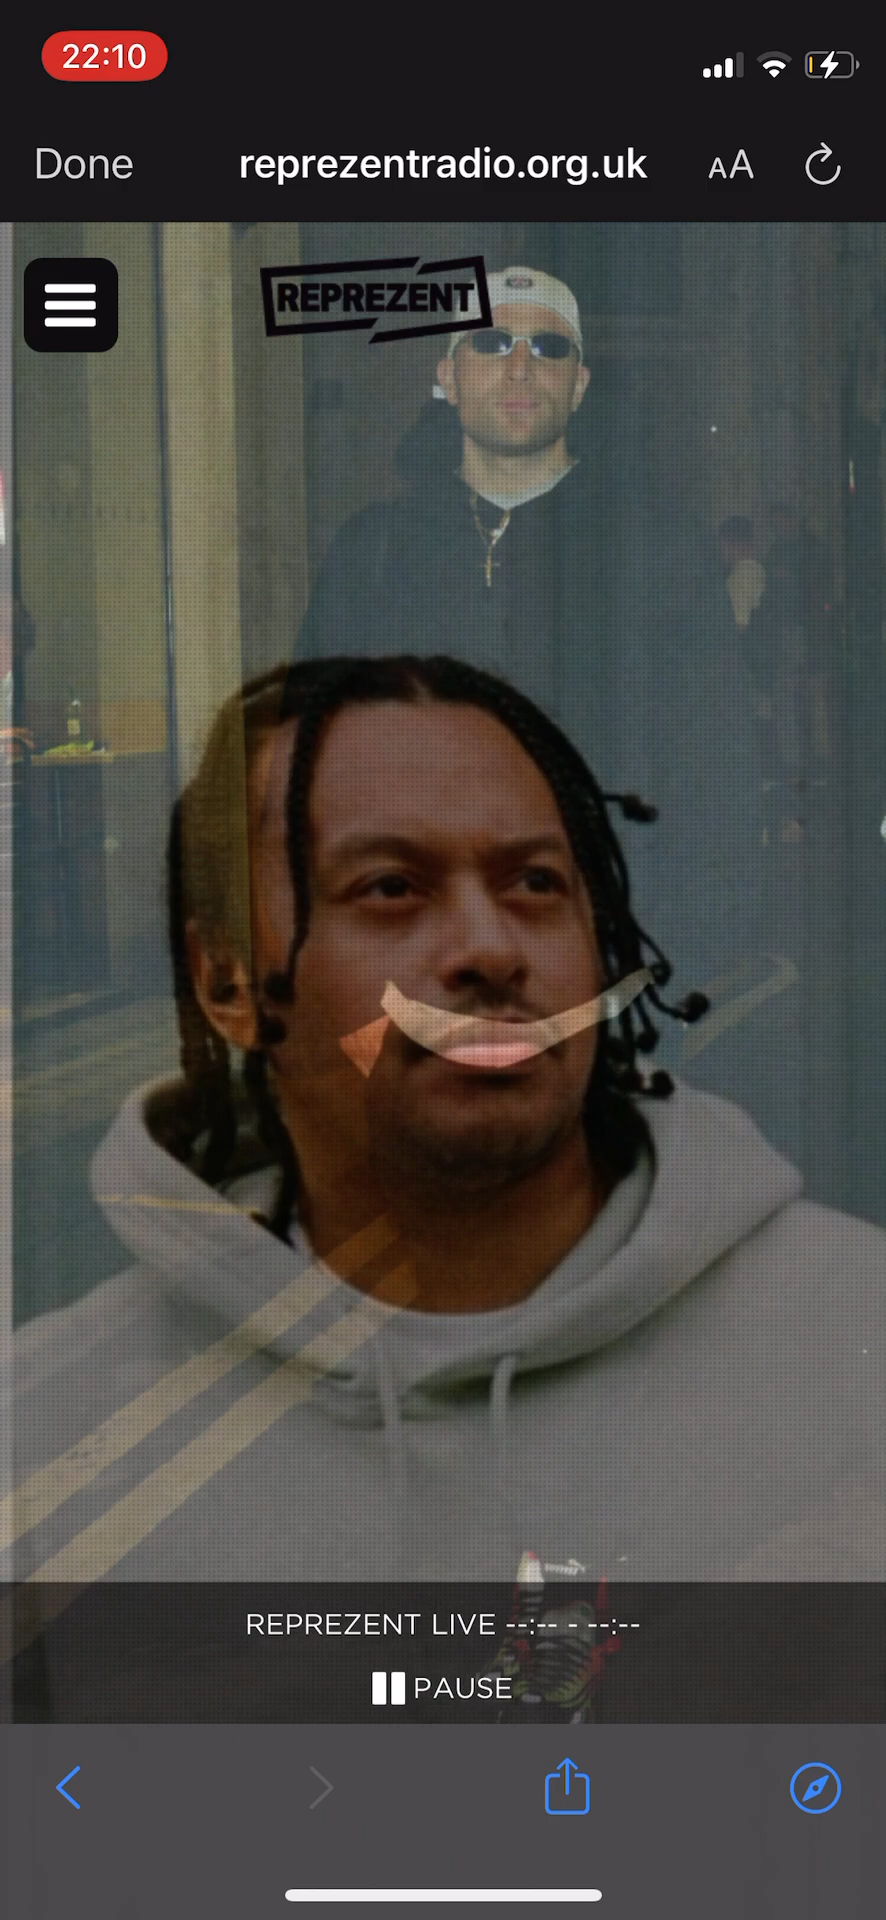 22:10
Done reprezentradio.org.uk AA
REPREZENT
REPREZENT LIVE --:-- - --:--
PAUSE